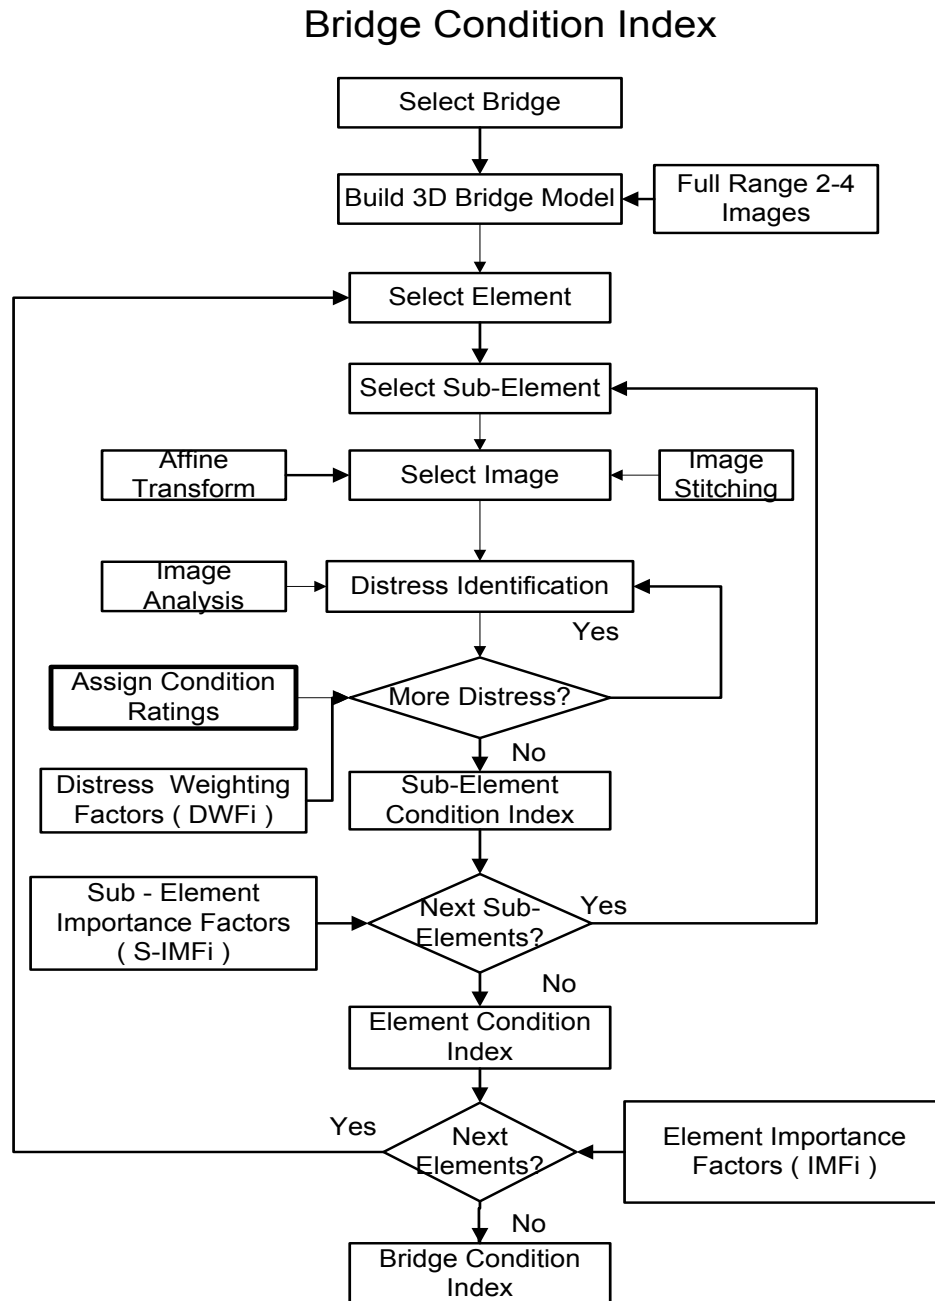 Bridge Condition Index
Select Bridge
Build 3D Bridge Model
Full Range 2-4
Images
Select Element
Select Sub-Element
Affine
Transform
Select Image
Image
Stitching
Image
Analysis
Distress Identification
Yes
Assign Condition
Ratings
More Distress?
No
Distress Weighting
Factors ( DWFi )
Sub-Element
Condition Index
Sub - Element
Importance Factors
( S-IMFi )
Next Sub-
Elements?
Yes
No
Element Condition
Index
Yes
Next
Elements?
Element Importance
Factors ( IMFi )
No
Bridge Condition
Index